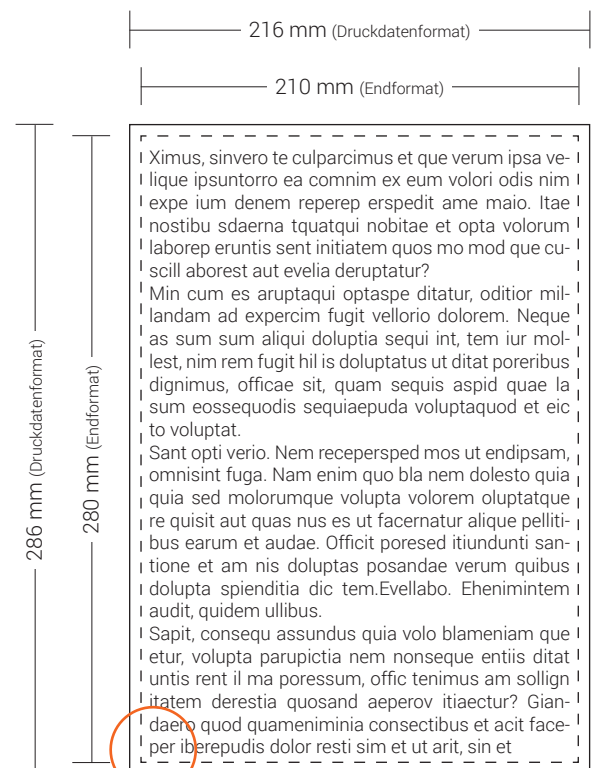 216 mm (Druckdatenformat)
210 mm (Endformat)
286 mm (Druckdatenformat)
280 mm (Endformat)
Ximus, sinvero te culparcimus et que verum ipsa ve-
lique ipsuntorro ea comnim ex eum volori odis nim
expe ium denem reperep erspedit ame maio. Itae
nostibu sdaerna tquatqui nobitae et opta volorum
laborep eruntis sent initiatem quos mo mod que cu-
scill aborest aut evelia deruptatur?
Min cum es aruptaqui optaspe ditatur, oditior mil-
landam ad expercim fugit vellorio dolorem. Neque
as sum sum aliqui doluptia sequi int, tem iur mol-
lest, nim rem fugit hil is doluptatus ut ditat poreribus
dignimus, officae sit, quam sequis aspid quae la
sum eossequodis sequiaepuda voluptaquod et eic
to voluptat.
Sant opti verio. Nem recepersped mos ut endipsam,
omnisint fuga. Nam enim quo bla nem dolesto quia
quia sed molorumque volupta volorem oluptatque
re quisit aut quas nus es ut facernatur alique pelliti-
bus earum et audae. Officit poresed itiundunti san-
tione et am nis doluptas posandae verum quibus
dolupta spienditia dic tem.Evellabo. Ehenimintem
audit, quidem ullibus.
Sapit, consequ assundus quia volo blameniam que
etur, volupta parupictia nem nonseque entiis ditat
untis rent il ma poressum, offic tenimus am sollign
itatem derestia quosand aeperov itiaectur? Gian-
daero quod quameniminia consectibus et acit face-
per iberepudis dolor resti sim et ut arit, sin et